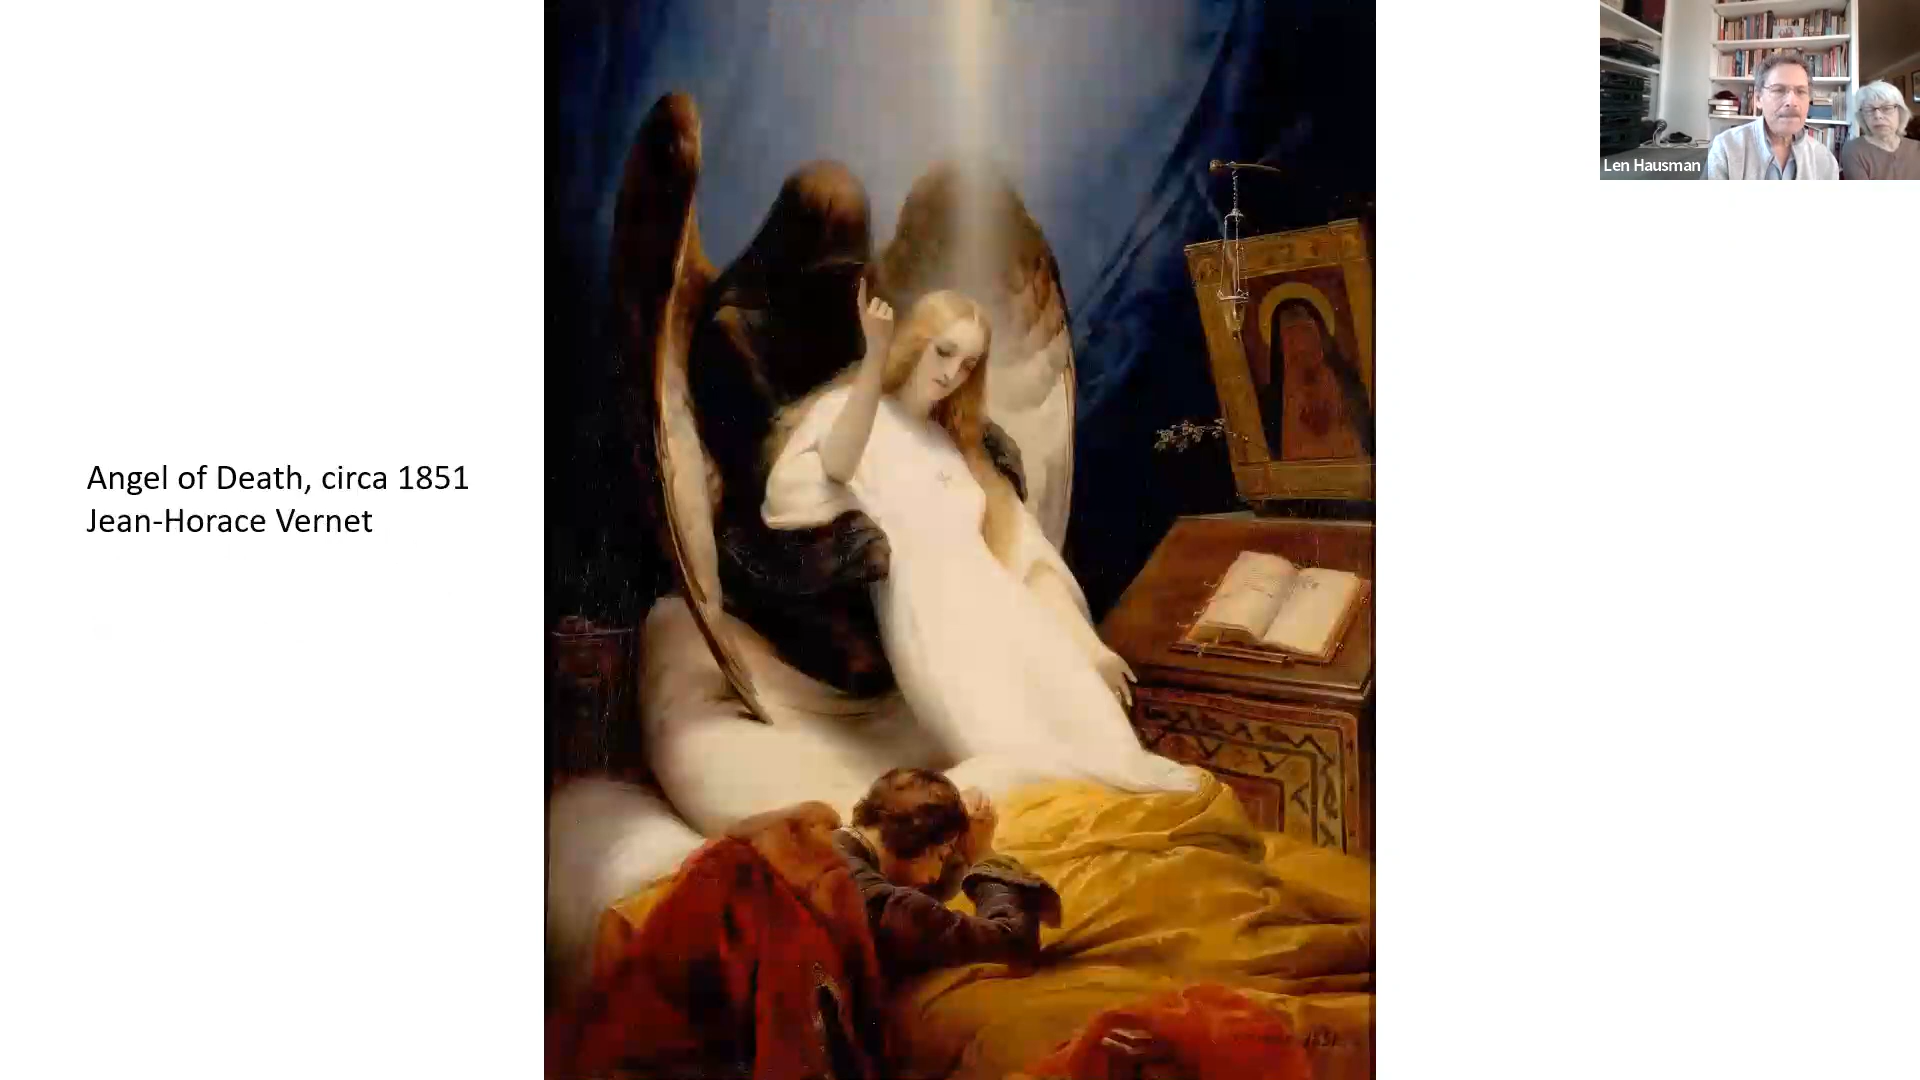 Angel of Death, circa 1851
Jean-Horace Vernet
Len Hausman